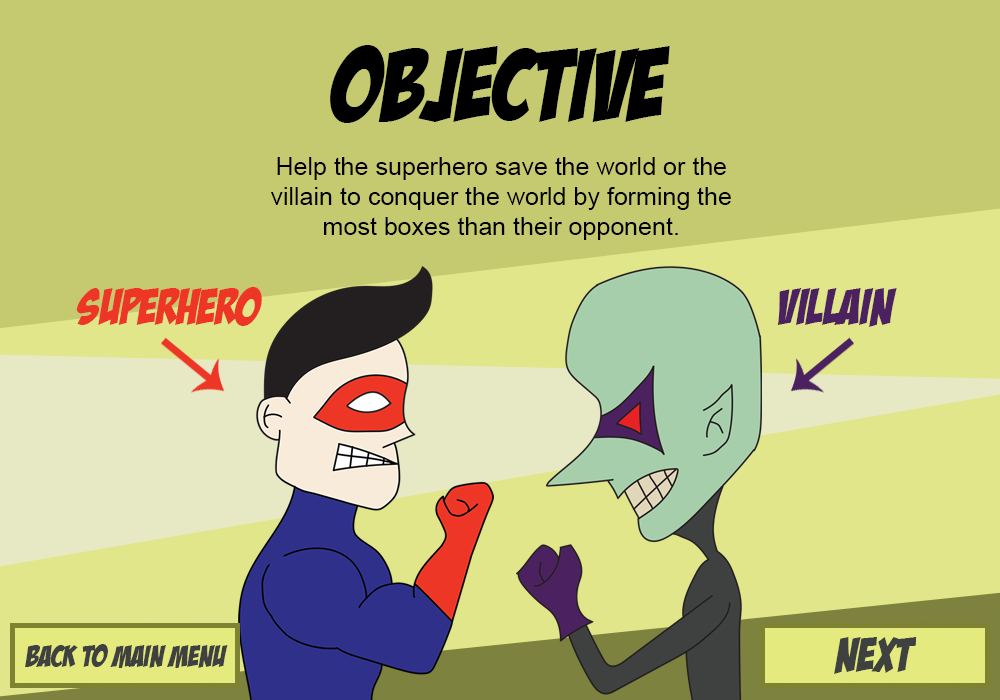 OBJECTIVE
Help the superhero save the world or the
villain to conquer the world by forming the
most boxes than their opponent.
SUPERHERO
VILLAIN
BACK TO MAIN MENU
NEXT